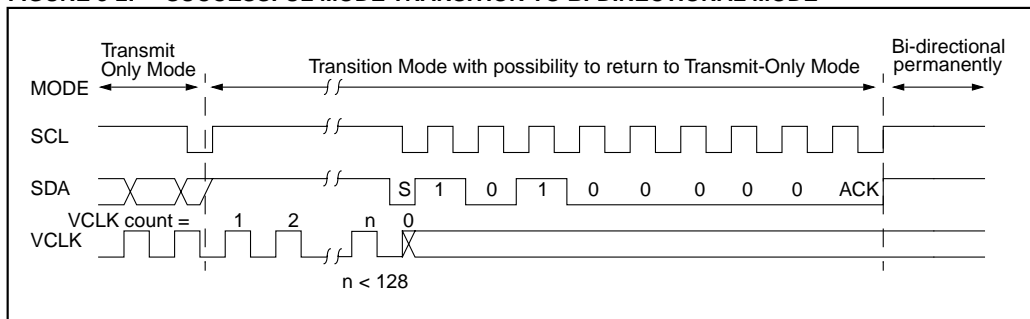 FIGURE SUCCESSFUL MODE TRANSITION TO BI-DIRECTIONAL MODE
Transmit
Only Mode
Transition Mode with possibility to return to Transmit-Only Mode
Bi-directional
permanently
MODE
SCL
SDA S 1 0 1 0 0 0 0 0 ACK
VCLK count = 1 2 n 0
VCLK
n < 128